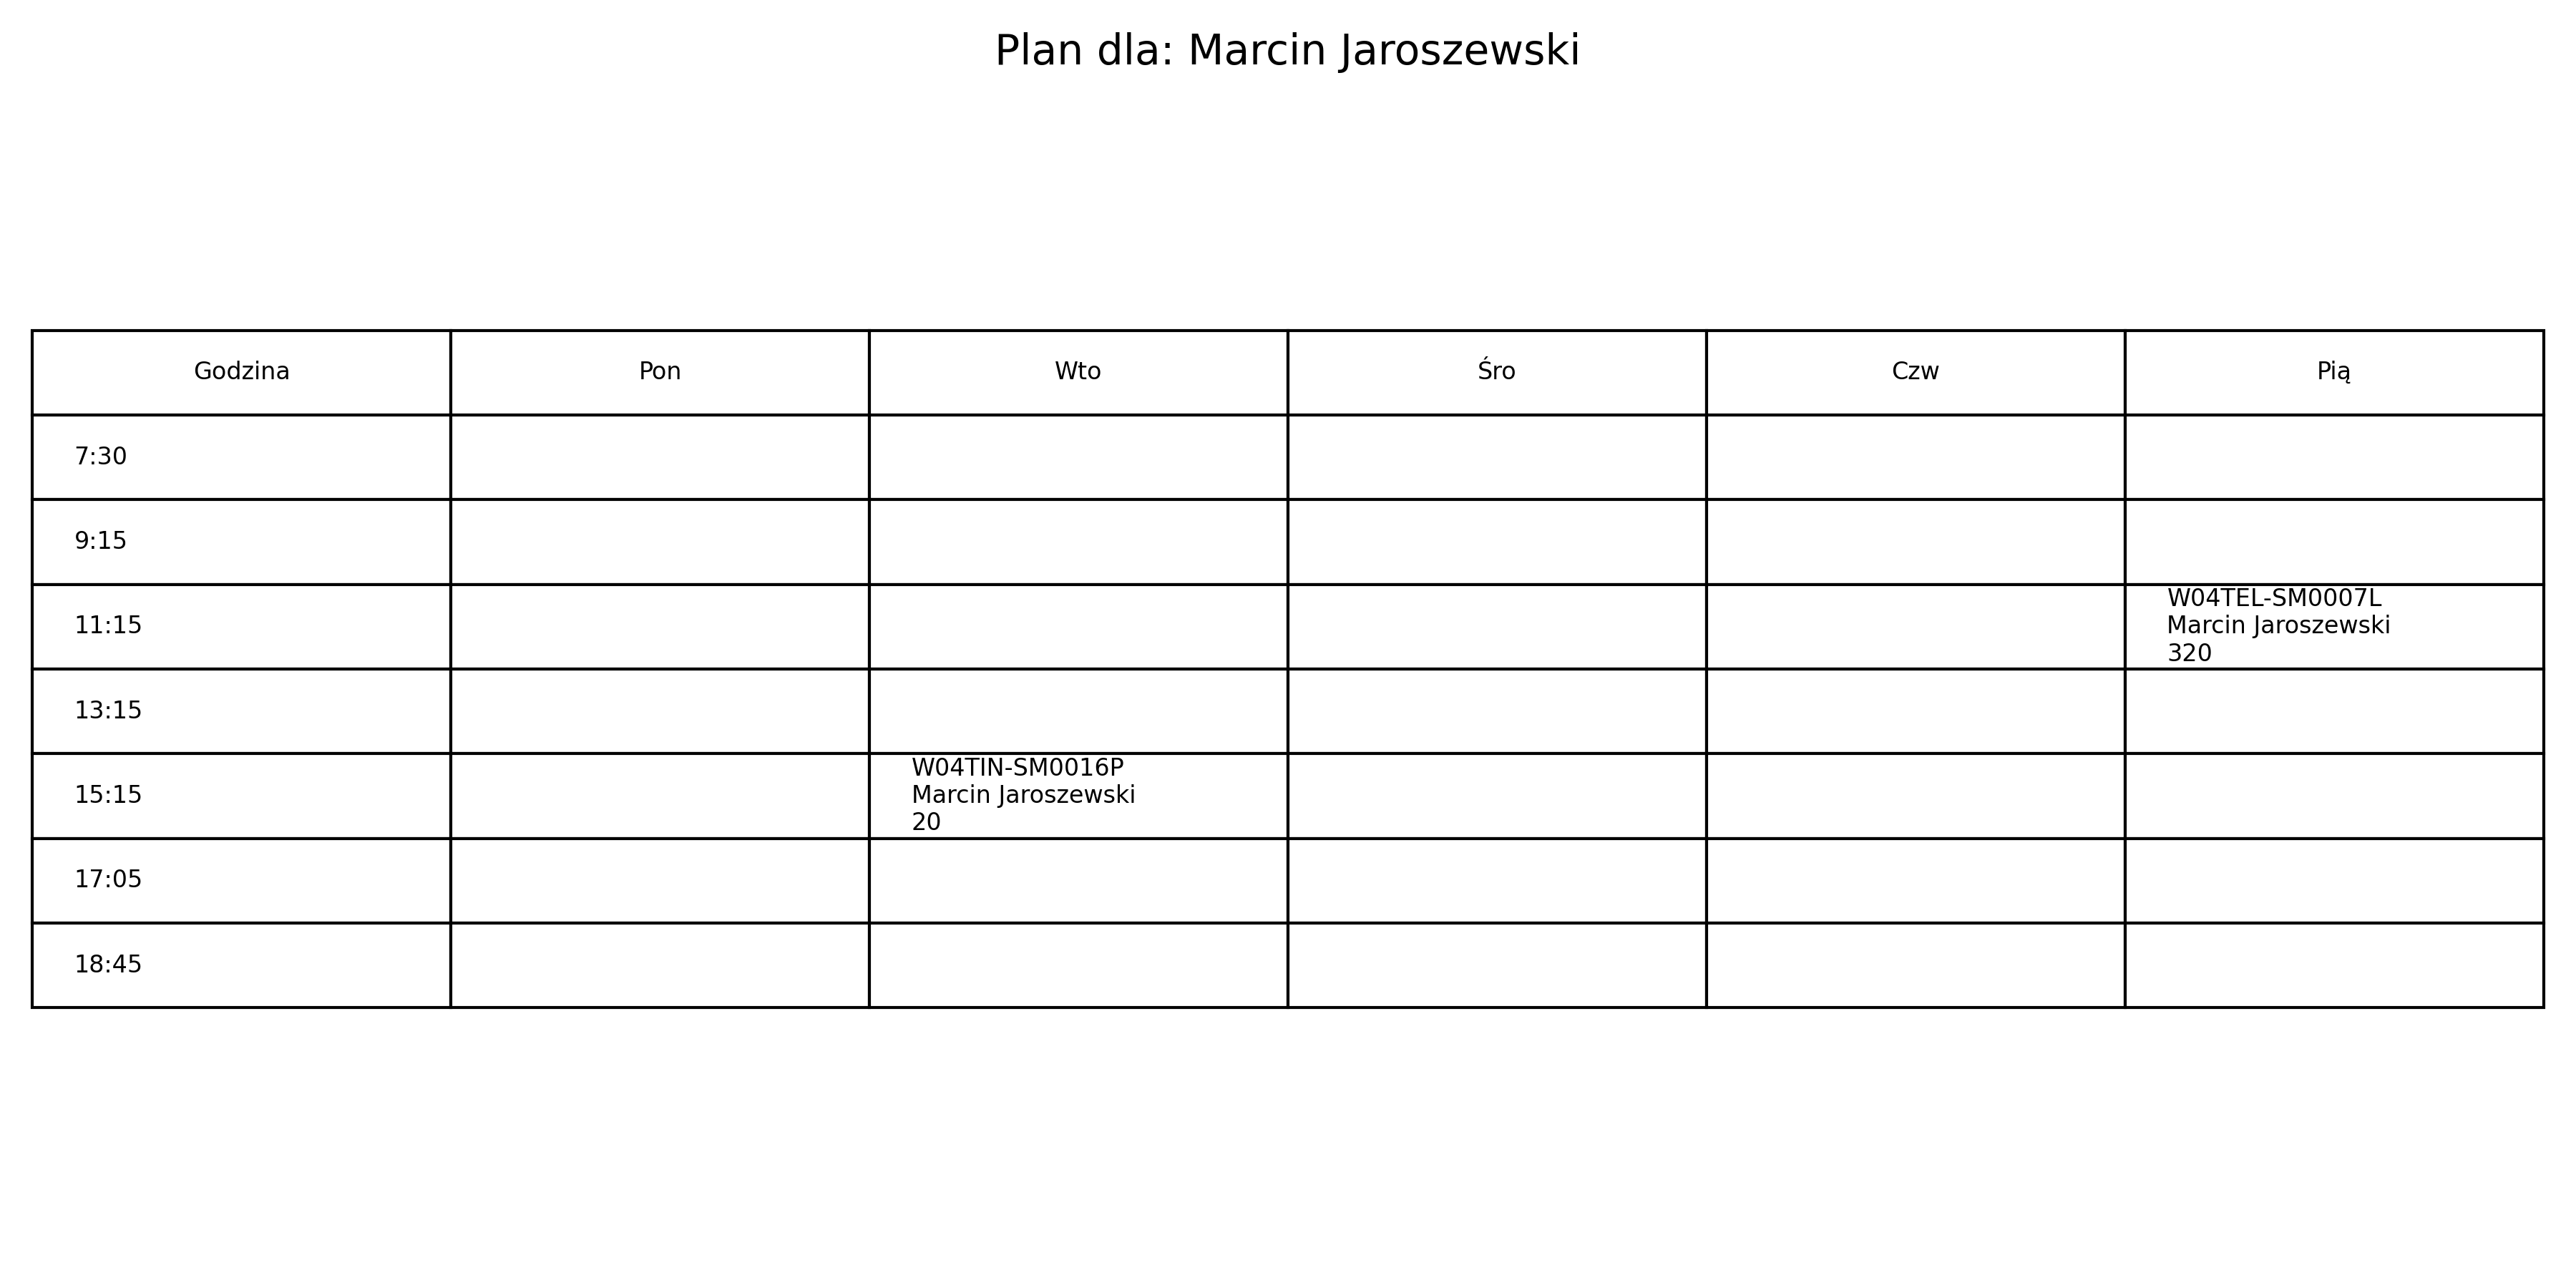 Plan dla: Marcin Jaroszewski
Godzina Pon Wto Śro Czw Pią
7:30
9:15
11:15
W04TEL-SM0007L
Marcin Jaroszewski
320
13:15
15:15
W04TIN-SM0016P
Marcin Jaroszewski
20
17:05
18:45